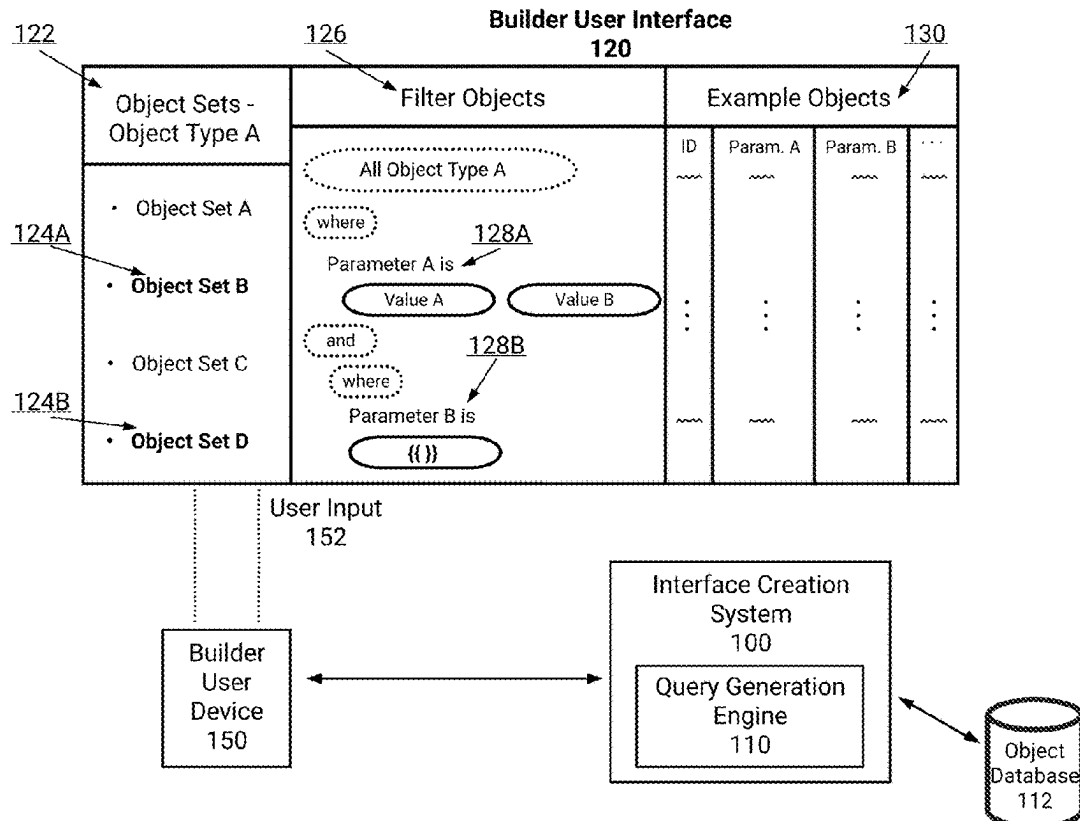 Builder User Interface
120
122
126
130
Object Sets -
Object Type A
Filter Objects
Example Objects
• Object Set A
124A
• Object Set B
• Object Set C
124B
• Object Set D
All Object Type A
where
128A
Parameter A is
Value A Value B
and
128B
where
Parameter B is
{{ }}
ID Param. A Param. B ...
User Input
152
Builder
User
Device
150
Interface Creation
System
100
Query Generation
Engine
110
Object
Database
112